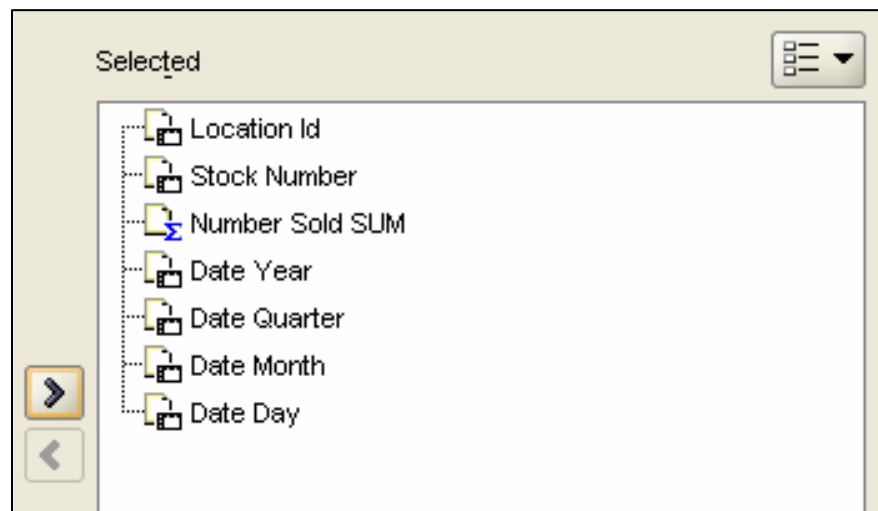 Selected
Location Id
Stock Number
Number Sold SUM
Date Year
Date Quarter
Date Month
Date Day